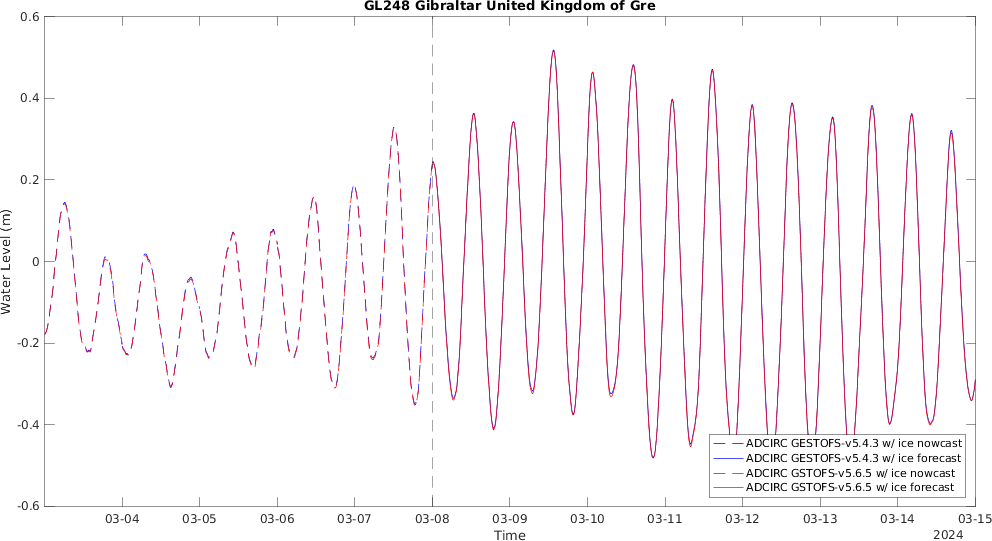 GL248 Gibraltar United Kingdom of Gre
0.6
0.4
0.2
0
-0.2
-0.4
-0.6
Water Level (m)
ADCIRC GESTOFS-v5.4.3 w/ ice nowcast
ADCIRC GESTOFS-v5.4.3 w/ ice forecast
ADCIRC GSTOFS-v5.6.5 w/ ice nowcast
ADCIRC GSTOFS-v5.6.5 w/ ice forecast
03-04 03-05 03-06 03-07 03-08 03-09 03-10 03-11 03-12 03-13 03-14 03-15
Time
2024